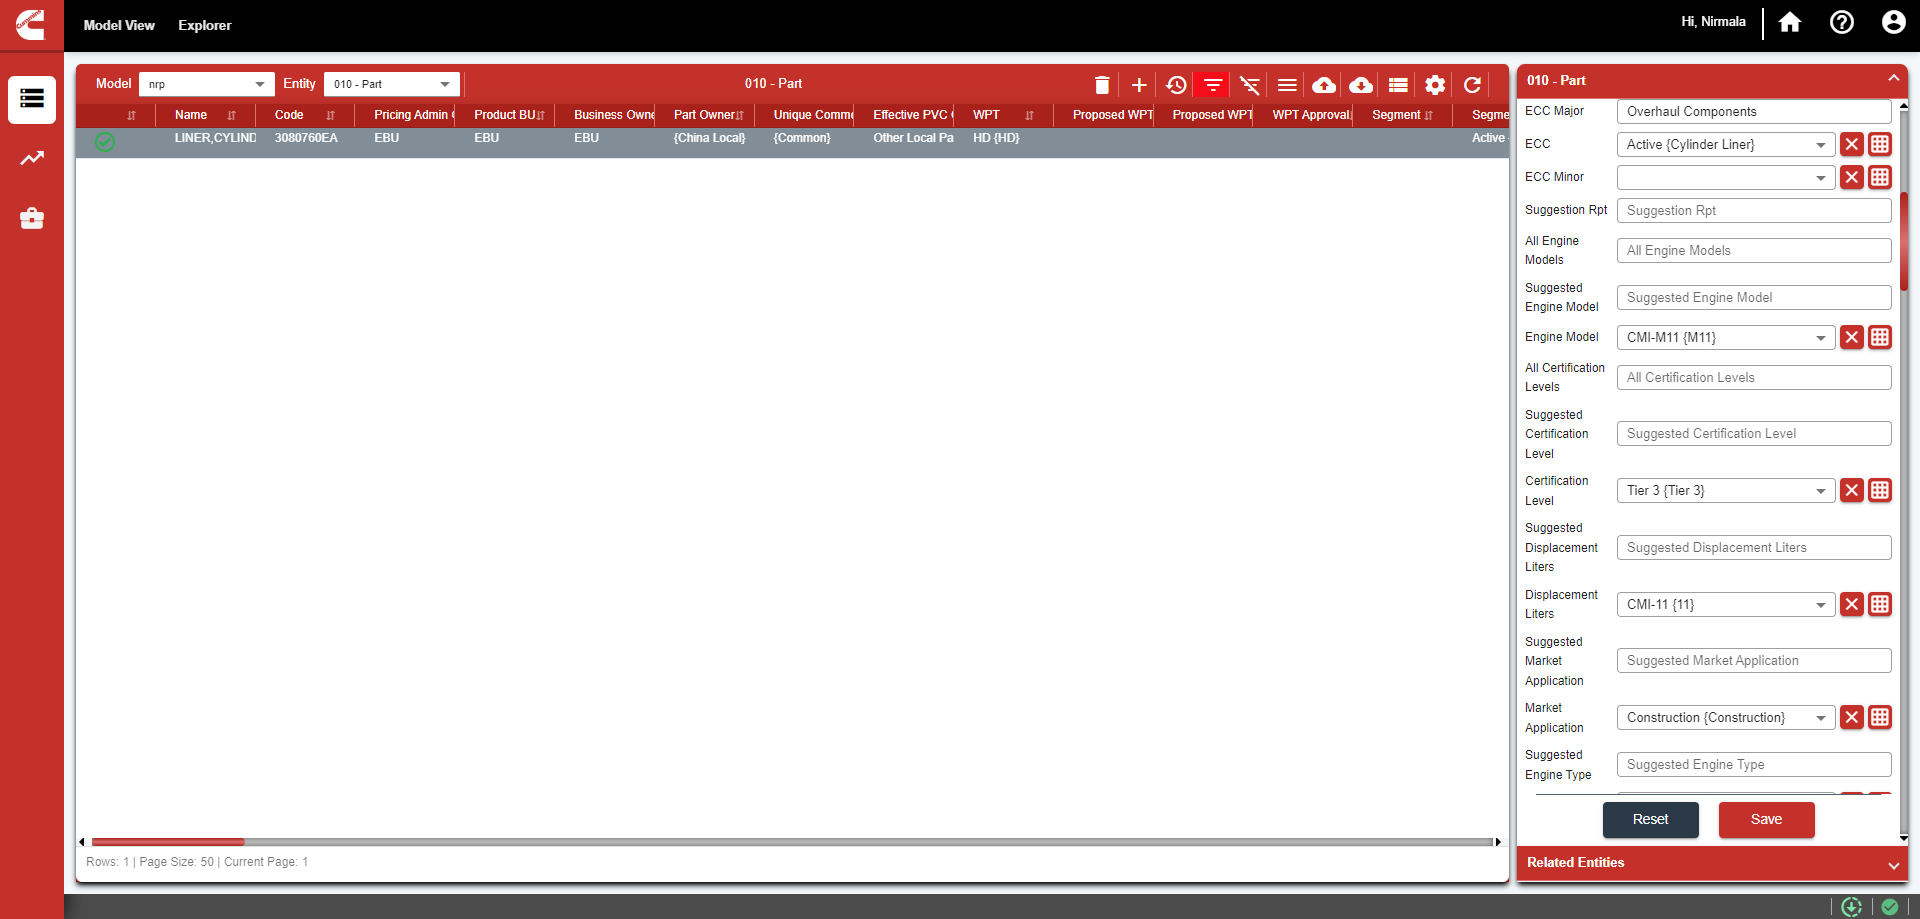 Cummins
Model View
Explorer
Hi, Nirmala
Model
nrp
Entity
010 - Part
010 - Part
Name
Code
Pricing Admin
Product BU
Business Owne
Part Owner
Unique Comm
Effective PVC
WPT
Proposed WPT
Proposed WPT
WPT Approval
Segment
Segme
LINER,CYLIND
3080760EA
EBU
EBU
EBU
{China Local}
{Common}
Other Local Pa
HD {HD}
Active
Rows: 1 | Page Size: 50 | Current Page: 1
010 - Part
ECC Major
Overhaul Components
ECC
Active {Cylinder Liner}
ECC Minor
Suggestion Rpt
Suggestion Rpt
All Engine
Models
All Engine Models
Suggested
Engine Model
Suggested Engine Model
Engine Model
CMI-M11 {M11}
All Certification
Levels
All Certification Levels
Suggested
Certification
Level
Suggested Certification Level
Certification
Level
Tier 3 {Tier 3}
Suggested
Displacement
Liters
Suggested Displacement Liters
Displacement
Liters
CMI-11 {11}
Suggested
Market
Application
Suggested Market Application
Market
Application
Construction {Construction}
Suggested
Engine Type
Suggested Engine Type
Reset
Save
Related Entities